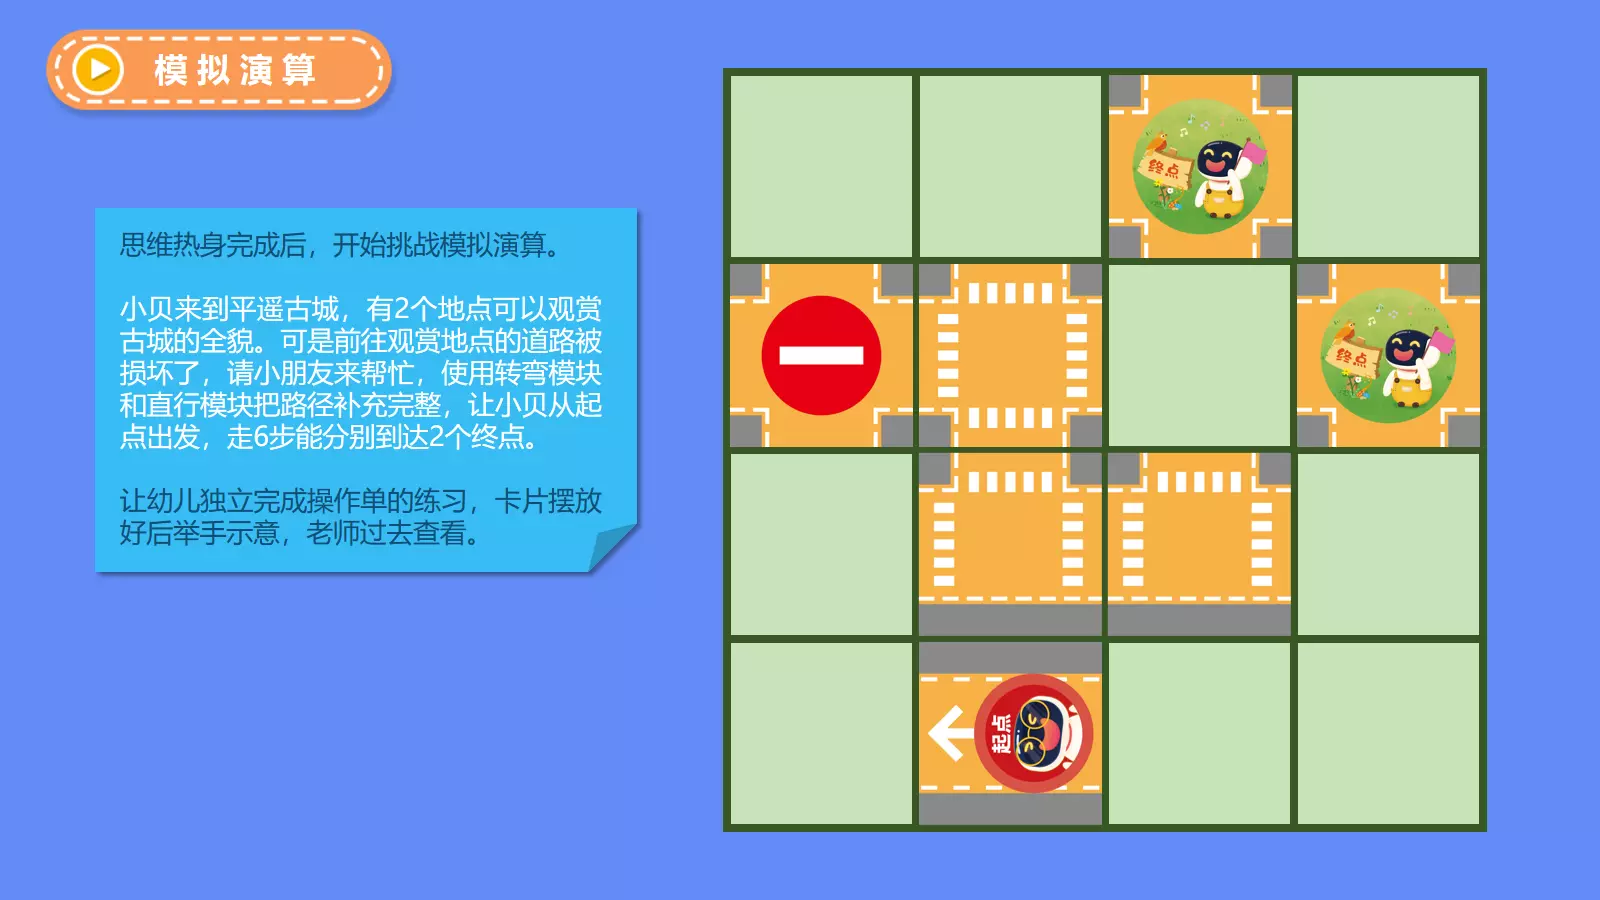 模拟演算
思维热身完成后，开始挑战模拟演算。
小贝来到平遥古城，有2个地点可以观赏
古城的全貌。可是前往观赏地点的道路被
损坏了，请小朋友来帮忙，使用转弯模块
和直行模块把路径补充完整，让小贝从起
点出发，走6步能分别到达2个终点。
让幼儿独立完成操作单的练习，卡片摆放
好后举手示意，老师过去查看。
终点
终点
起点